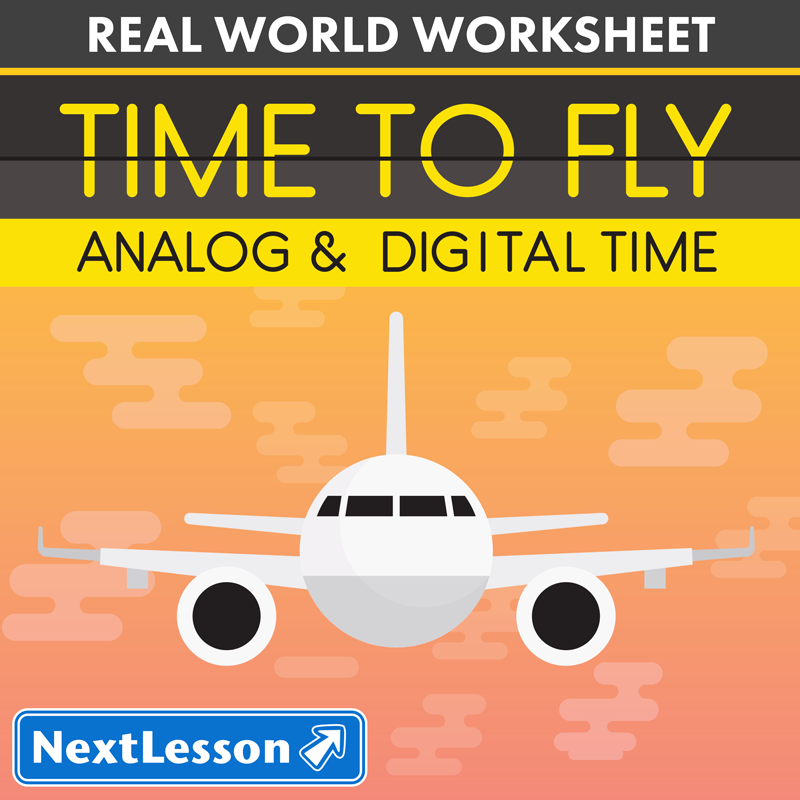 REAL WORLD WORKSHEET
TIME TO FLY
ANALOG & DIGITAL TIME
NextLesson